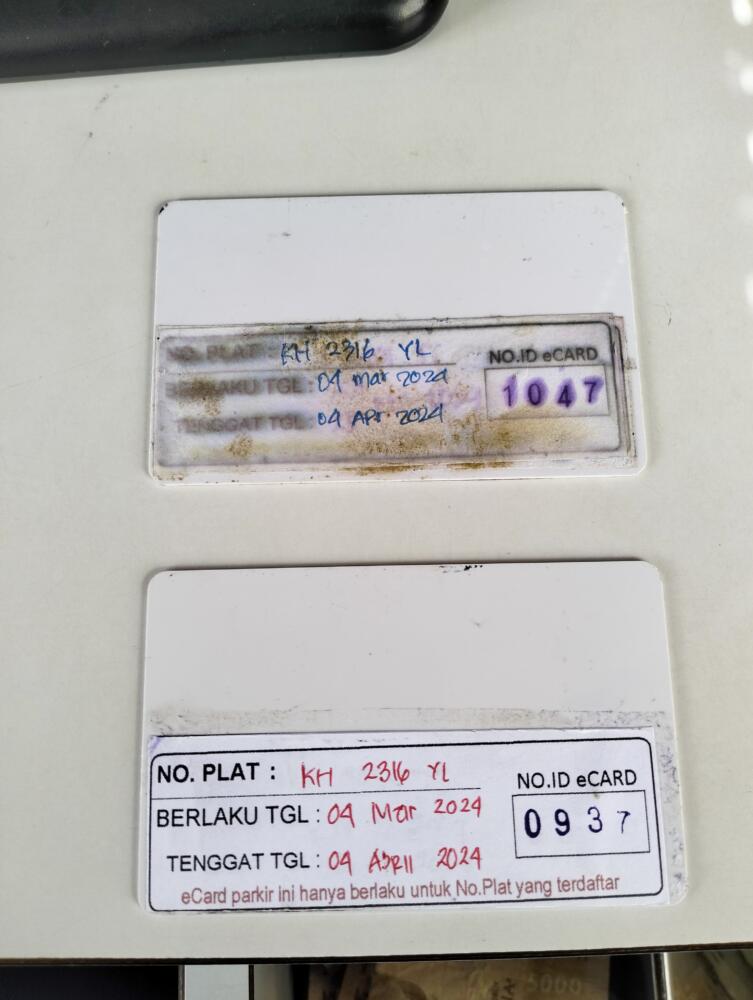 NO. PLAT : KH 2316 YL
NO.ID eCARD
BERLAKU TGL : 04 Mar 2024
1047
TENGGAT TGL : 04 Apr 2024
NO. PLAT : KH 2316 YL
NO.ID eCARD
BERLAKU TGL : 04 Mar 2024
0937
TENGGAT TGL : 04 APRIl 2024
eCard parkir ini hanya berlaku untuk No.Plat yang terdaftar
5000